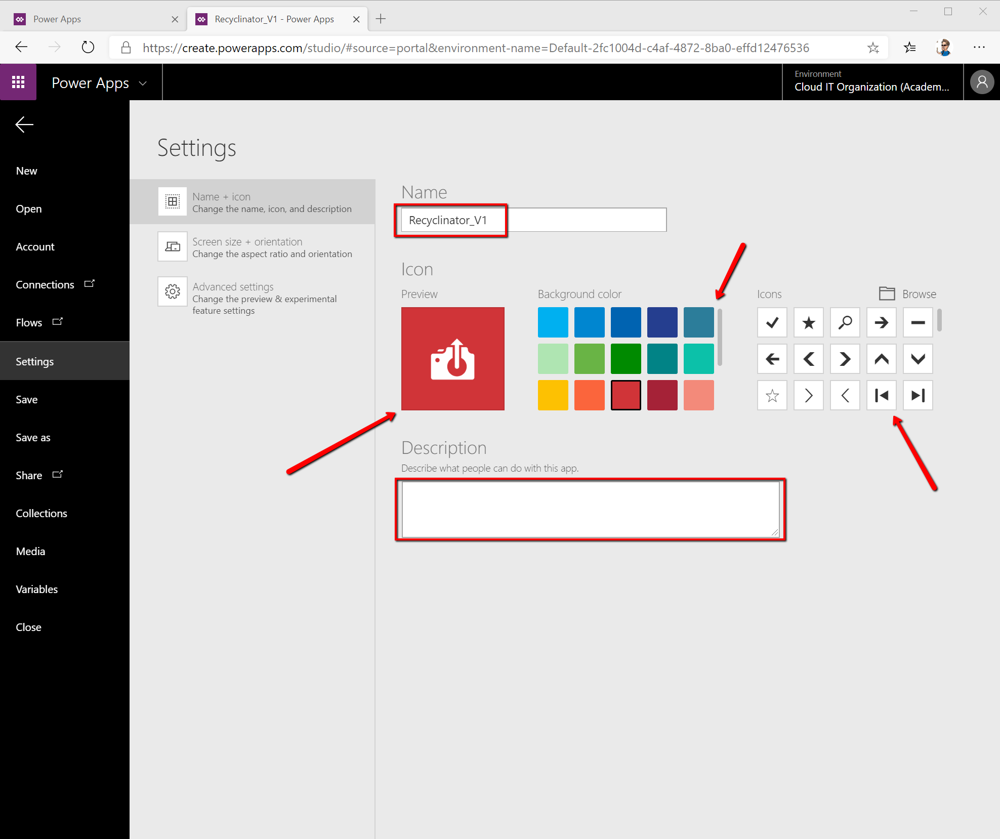 Power Apps
Recyclinator_V1 - Power Apps
https://create.powerapps.com/studio/#source=portal&environment-name=Default-2fc1004d-c4af-4872-8ba0-effd12476536
Power Apps
Environment
Cloud IT Organization (Academ...
Settings
New
Open
Account
Connections
Flows
Settings
Save
Save as
Share
Collections
Media
Variables
Close
Name + icon
Change the name, icon, and description
Screen size + orientation
Change the aspect ratio and orientation
Advanced settings
Change the preview & experimental
feature settings
Name
Recyclinator_V1
Icon
Preview
Background color
Icons
Browse
Description
Describe what people can do with this app.